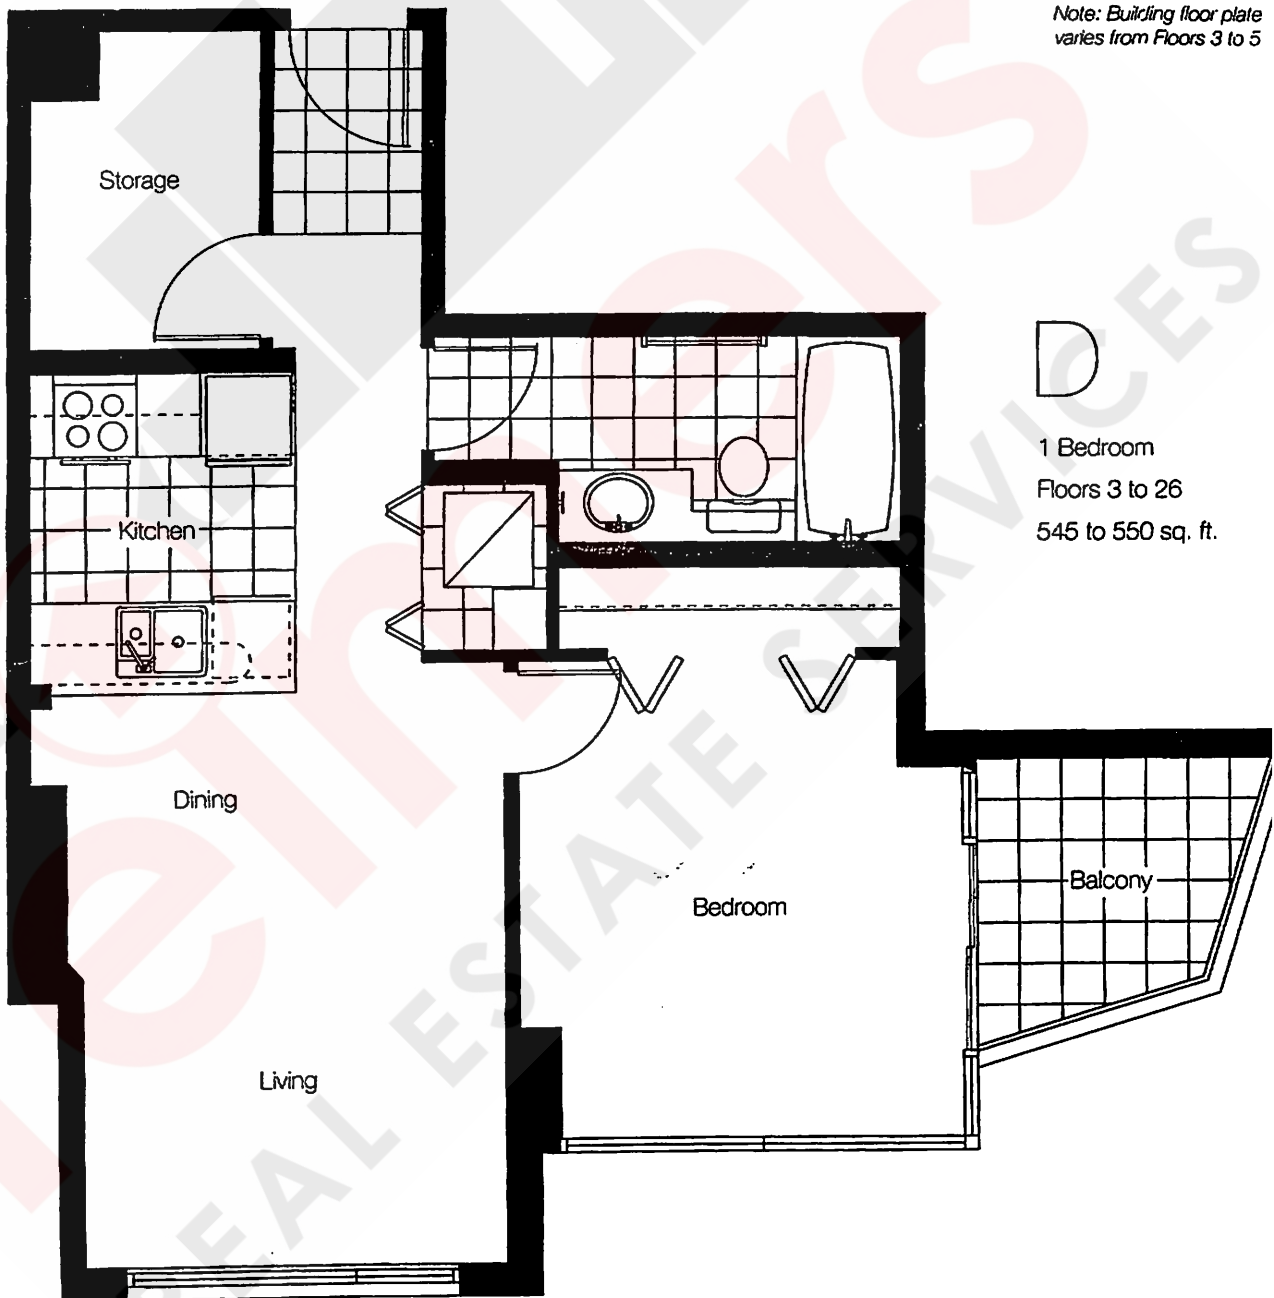 Note: Building floor plate
varies from Floors 3 to 5
Storage
D
1 Bedroom
Floors 3 to 26
545 to 550 sq. ft.
Kitchen
Dining
Bedroom
Balcony
Living
REAL ESTATE SERVICES